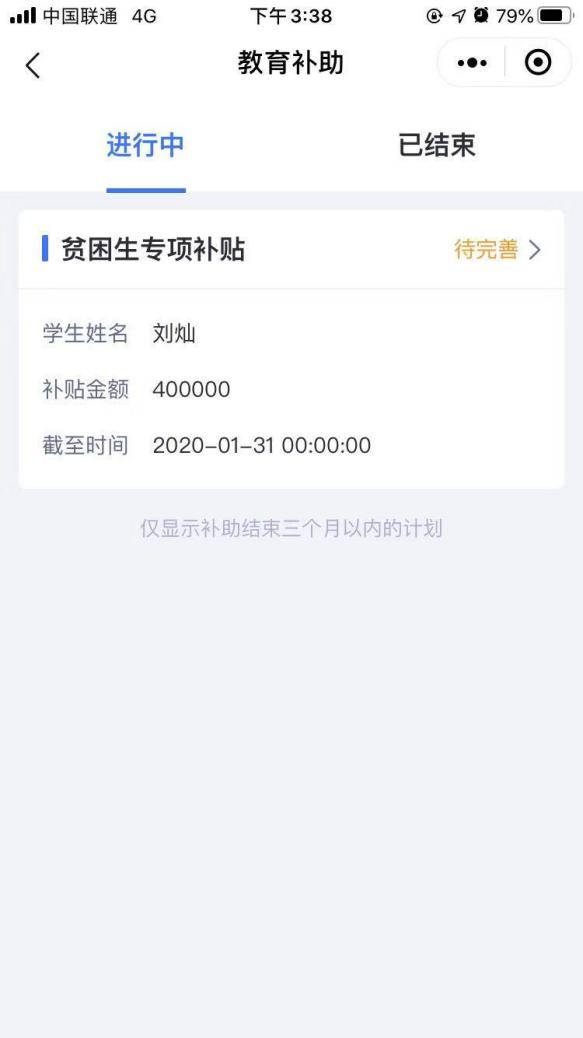 中国联通 4G 下午3:38 79%
教育补助
进行中 已结束
贫困生专项补贴 待完善
学生姓名 刘灿
补贴金额 400000
截至时间 2020-01-31 00:00:00
仅显示补助结束三个月以内的计划